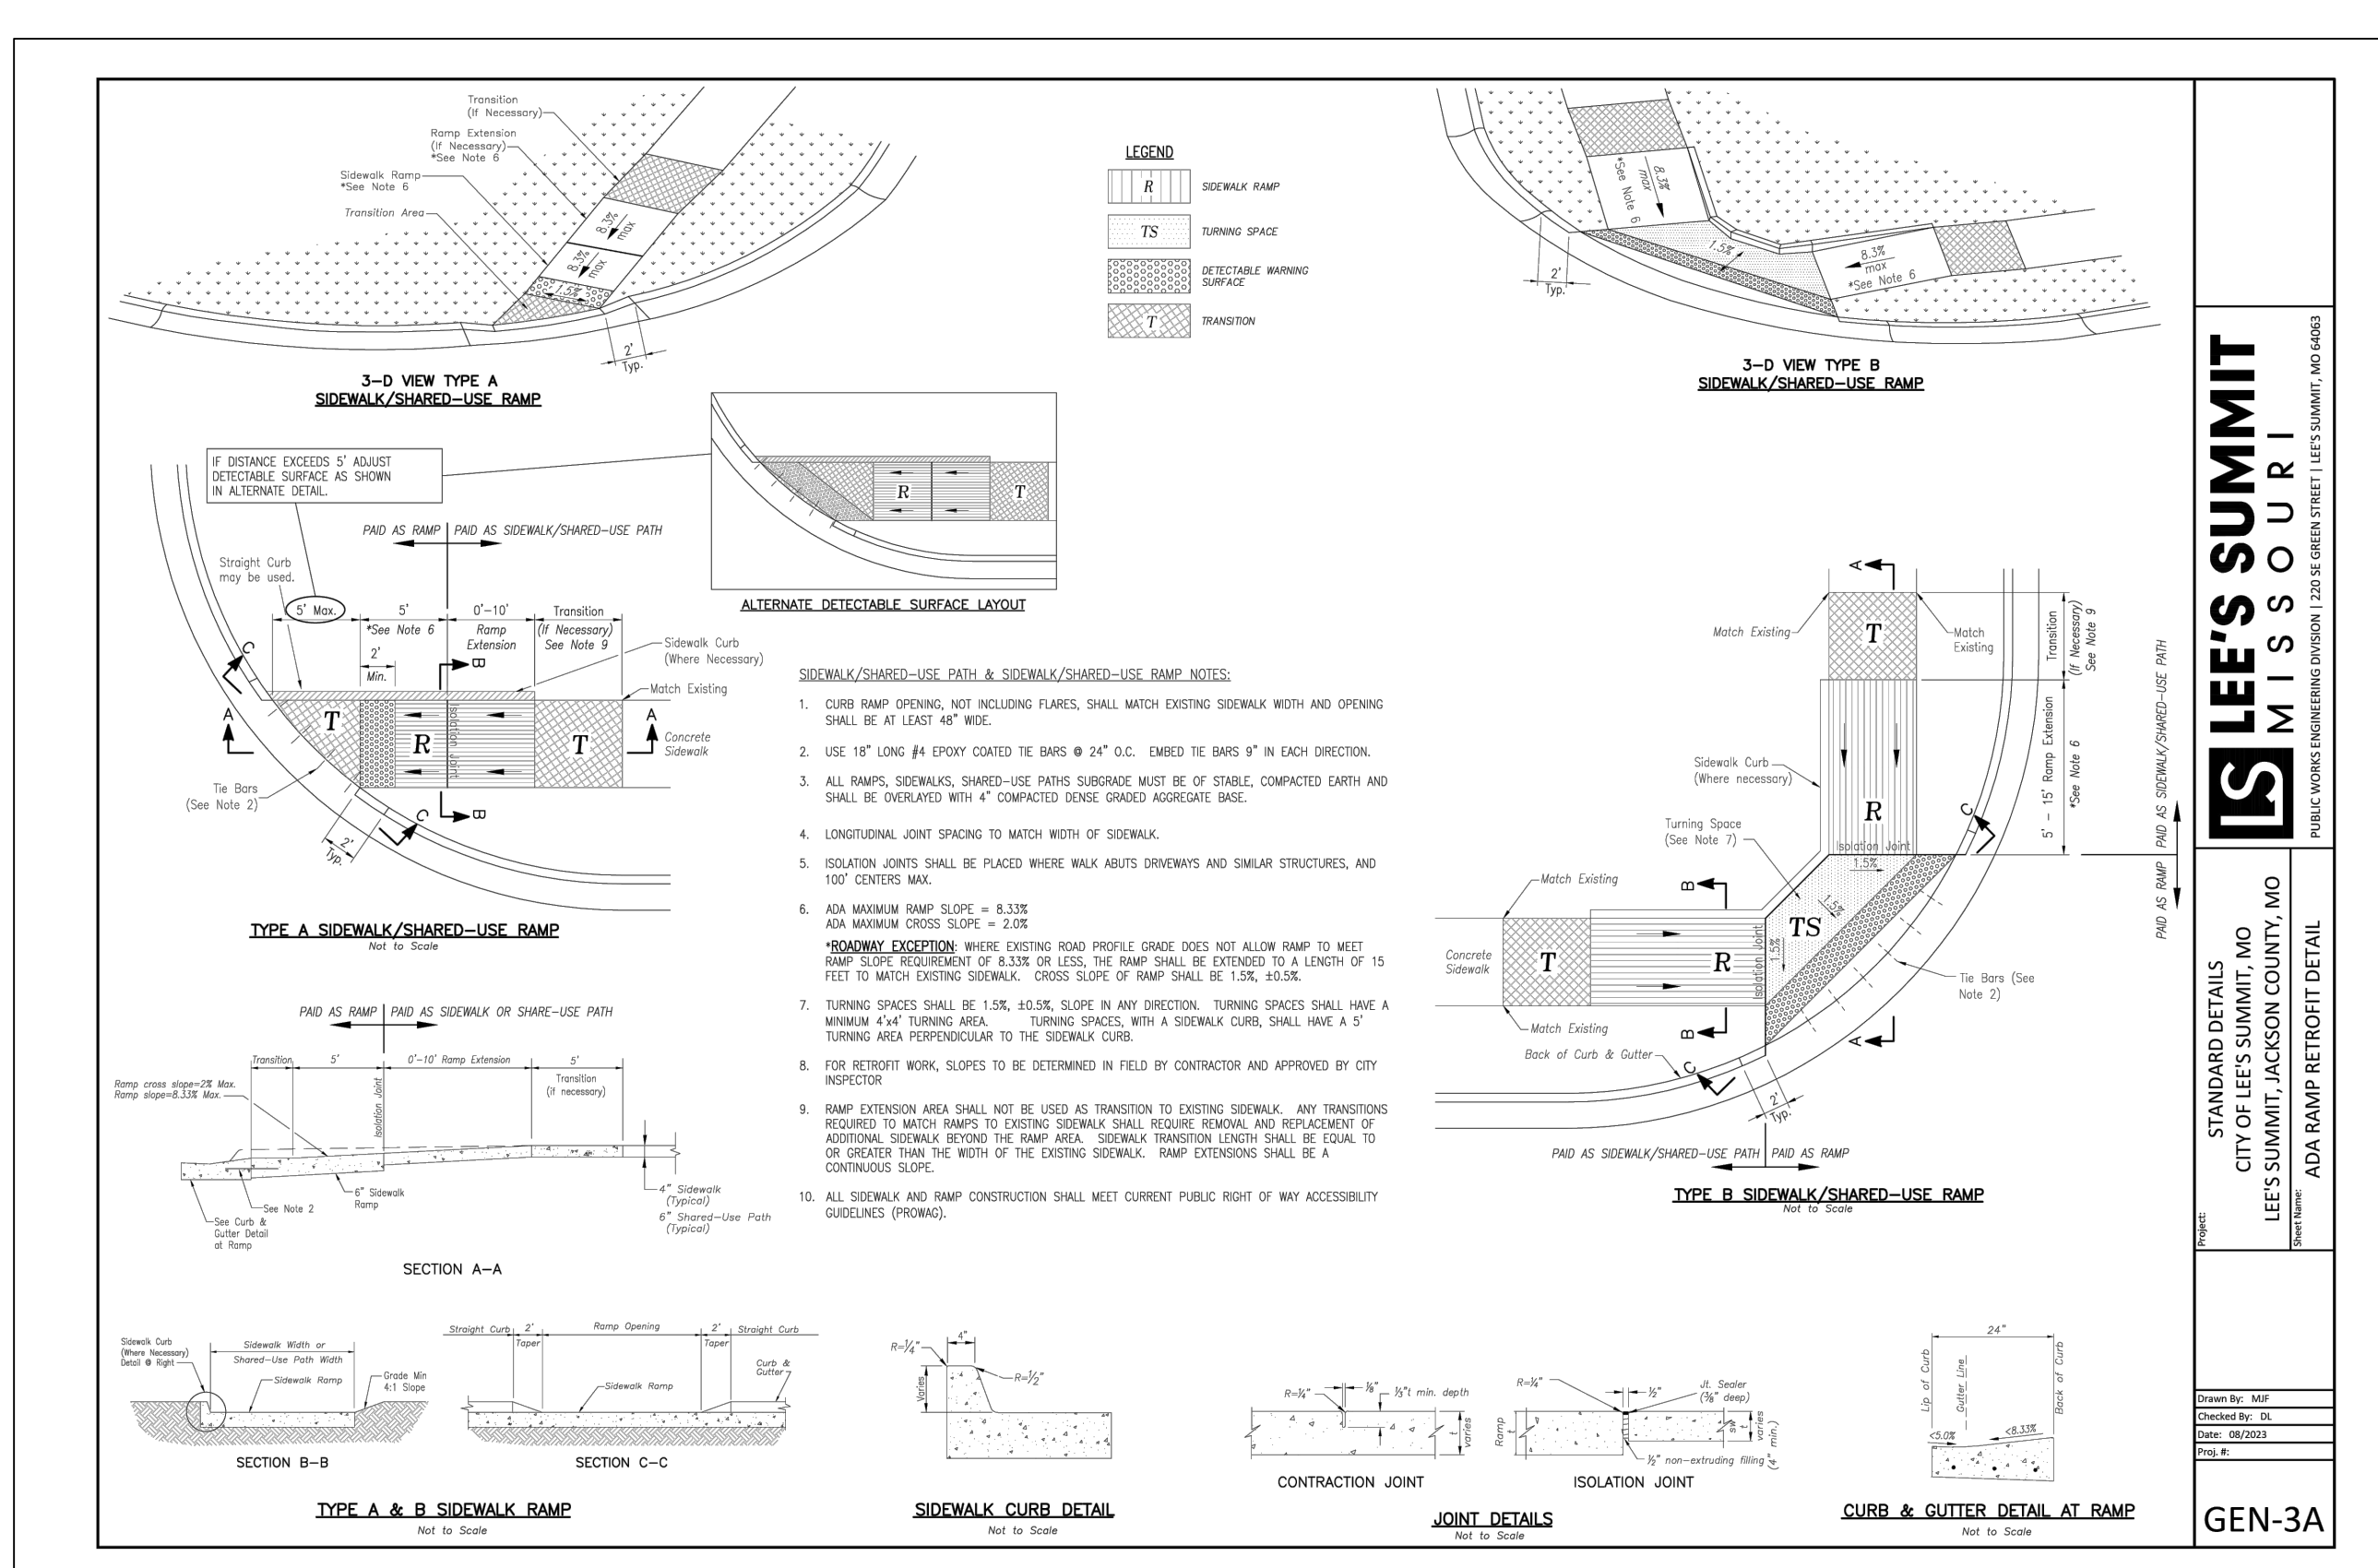 Transition
(If Necessary)
Ramp Extension
(If Necessary)
*See Note 6
Sidewalk Ramp
*See Note 6
Transition Area
8.3%
max
8.3%
max
1.5%
2'
Typ.
3-D VIEW TYPE A
SIDEWALK/SHARED-USE RAMP
LEGEND
R
SIDEWALK RAMP
TS
TURNING SPACE
DETECTABLE WARNING
SURFACE
T
TRANSITION
8.3%
max
*See Note 6
1.5%
8.3%
max
*See Note 6
2'
Typ.
3-D VIEW TYPE B
SIDEWALK/SHARED-USE RAMP
IF DISTANCE EXCEEDS 5' ADJUST
DETECTABLE SURFACE AS SHOWN
IN ALTERNATE DETAIL.
R
T
ALTERNATE DETECTABLE SURFACE LAYOUT
PAID AS RAMP
PAID AS SIDEWALK/SHARED-USE PATH
Straight Curb
may be used.
5' Max.
5'
*See Note 6
2'
Min.
0'-10'
Ramp
Extension
Transition
(If Necessary)
See Note 9
Sidewalk Curb
(Where Necessary)
Match Existing
Concrete
Sidewalk
C
B
A
T
R
Isolation Joint
T
A
Tie Bars
(See Note 2)
C
B
2'
Typ.
TYPE A SIDEWALK/SHARED-USE RAMP
Not to Scale
PAID AS RAMP
PAID AS SIDEWALK OR SHARE-USE PATH
Transition
5'
0'-10' Ramp Extension
5'
Transition
(if necessary)
Ramp cross slope=2% Max.
Ramp slope=8.33% Max.
Isolation Joint
6" Sidewalk
Ramp
See Note 2
See Curb &
Gutter Detail
at Ramp
4" Sidewalk
(Typical)
6" Shared-Use Path
(Typical)
SECTION A-A
SIDEWALK/SHARED-USE PATH & SIDEWALK/SHARED-USE RAMP NOTES:
1. CURB RAMP OPENING, NOT INCLUDING FLARES, SHALL MATCH EXISTING SIDEWALK WIDTH AND OPENING
SHALL BE AT LEAST 48" WIDE.
2. USE 18" LONG #4 EPOXY COATED TIE BARS @ 24" O.C. EMBED TIE BARS 9" IN EACH DIRECTION.
3. ALL RAMPS, SIDEWALKS, SHARED-USE PATHS SUBGRADE MUST BE OF STABLE, COMPACTED EARTH AND
SHALL BE OVERLAYED WITH 4" COMPACTED DENSE GRADED AGGREGATE BASE.
4. LONGITUDINAL JOINT SPACING TO MATCH WIDTH OF SIDEWALK.
5. ISOLATION JOINTS SHALL BE PLACED WHERE WALK ABUTS DRIVEWAYS AND SIMILAR STRUCTURES, AND
100' CENTERS MAX.
6. ADA MAXIMUM RAMP SLOPE = 8.33%
ADA MAXIMUM CROSS SLOPE = 2.0%
*ROADWAY EXCEPTION: WHERE EXISTING ROAD PROFILE GRADE DOES NOT ALLOW RAMP TO MEET
RAMP SLOPE REQUIREMENT OF 8.33% OR LESS, THE RAMP SHALL BE EXTENDED TO A LENGTH OF 15
FEET TO MATCH EXISTING SIDEWALK. CROSS SLOPE OF RAMP SHALL BE 1.5%, ±0.5%.
7. TURNING SPACES SHALL BE 1.5%, ±0.5%, SLOPE IN ANY DIRECTION. TURNING SPACES SHALL HAVE A
MINIMUM 4'x4' TURNING AREA. TURNING SPACES, WITH A SIDEWALK CURB, SHALL HAVE A 5'
TURNING AREA PERPENDICULAR TO THE SIDEWALK CURB.
8. FOR RETROFIT WORK, SLOPES TO BE DETERMINED IN FIELD BY CONTRACTOR AND APPROVED BY CITY
INSPECTOR
9. RAMP EXTENSION AREA SHALL NOT BE USED AS TRANSITION TO EXISTING SIDEWALK. ANY TRANSITIONS
REQUIRED TO MATCH RAMPS TO EXISTING SIDEWALK SHALL REQUIRE REMOVAL AND REPLACEMENT OF
ADDITIONAL SIDEWALK BEYOND THE RAMP AREA. SIDEWALK TRANSITION LENGTH SHALL BE EQUAL TO
OR GREATER THAN THE WIDTH OF THE EXISTING SIDEWALK. RAMP EXTENSIONS SHALL BE A
CONTINUOUS SLOPE.
10. ALL SIDEWALK AND RAMP CONSTRUCTION SHALL MEET CURRENT PUBLIC RIGHT OF WAY ACCESSIBILITY
GUIDELINES (PROWAG).
A
Match Existing
T
Match
Existing
Transition
(If Necessary)
See Note 9
Sidewalk Curb
(Where necessary)
R
5' - 15' Ramp Extension
*See Note 6
PAID AS SIDEWALK/SHARED-USE PATH
PAID AS RAMP
Turning Space
(See Note 7)
Isolation Joint
1.5%
C
Match Existing
B
TS
1.5%
1.5%
Isolation Joint
Concrete
Sidewalk
T
R
Match Existing
B
Back of Curb & Gutter
C
Tie Bars (See
Note 2)
A
2'
Typ.
PAID AS SIDEWALK/SHARED-USE PATH
PAID AS RAMP
TYPE B SIDEWALK/SHARED-USE RAMP
Not to Scale
Sidewalk Curb
(Where Necessary)
Detail @ Right
Sidewalk Width or
Shared-Use Path Width
Sidewalk Ramp
Grade Min
4:1 Slope
SECTION B-B
Straight Curb
2'
Taper
Ramp Opening
2'
Taper
Straight Curb
Curb &
Gutter
Sidewalk Ramp
SECTION C-C
TYPE A & B SIDEWALK RAMP
Not to Scale
4"
R=¼"
R=½"
Varies
SIDEWALK CURB DETAIL
Not to Scale
R=¼"
⅛"
⅓"t min. depth
t
varies
CONTRACTION JOINT
R=¼"
½"
Jt. Sealer
(⅜" deep)
Ramp
t
sw t
varies
(4" min.)
½" non-extruding filling
ISOLATION JOINT
JOINT DETAILS
Not to Scale
24"
Lip of Curb
Gutter Line
Back of Curb
<5.0%
<8.33%
CURB & GUTTER DETAIL AT RAMP
Not to Scale
LS
LEE'S SUMMIT
MISSOURI
PUBLIC WORKS ENGINEERING DIVISION | 220 SE GREEN STREET | LEE'S SUMMIT, MO 64063
Project:
STANDARD DETAILS
CITY OF LEE'S SUMMIT, MO
LEE'S SUMMIT, JACKSON COUNTY, MO
Sheet Name:
ADA RAMP RETROFIT DETAIL
Drawn By: MJF
Checked By: DL
Date: 08/2023
Proj. #:
GEN-3A